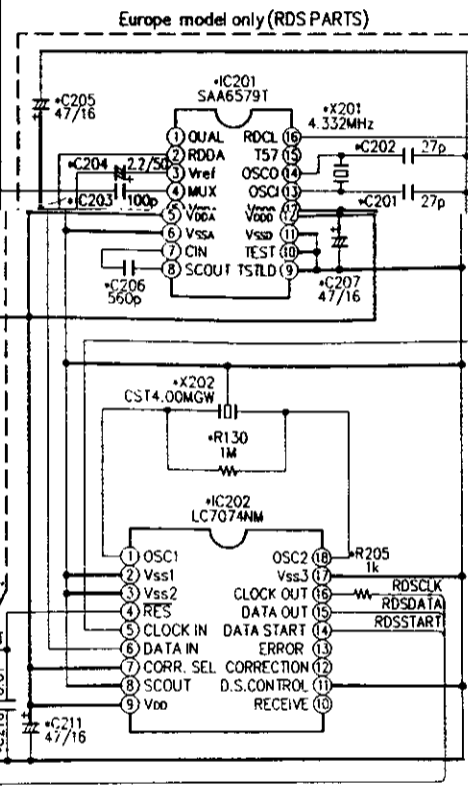 Europe model only (RDS PARTS)
*IC201
SAA6579T
*C205
47/16
*X201
4.332MHz
*C202 27p
*C204 2.2/50
*C203 100p
*C201 27p
1 QUAL RDCL 16
2 RDDA T57 15
3 Vref OSCO 14
4 MUX OSCI 13
5 VDDA VDDD 12
6 VSSA VSSD 11
7 CIN TEST 10
8 SCOUT TSTLD 9
*C206
560p
*C207
47/16
*X202
CST4.00MGW
*R130
1M
*IC202
LC7074NM
1 OSC1 OSC2 18
2 Vss1 Vss3 17
3 Vss2 CLOCK OUT 16
4 RES DATA OUT 15
5 CLOCK IN DATA START 14
6 DATA IN ERROR 13
7 CORR. SEL CORRECTION 12
8 SCOUT D.S.CONTROL 11
9 VDD RECEIVE 10
*R205
1k
RDSCLK
RDSDATA
RDSSTART
*C211
47/16